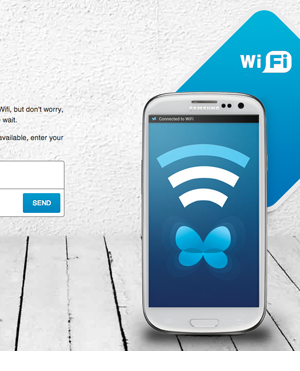 Wi Fi
Wifi, but don't worry,
wait.
available, enter your
SEND
SAMSUNG
Connected to WiFi